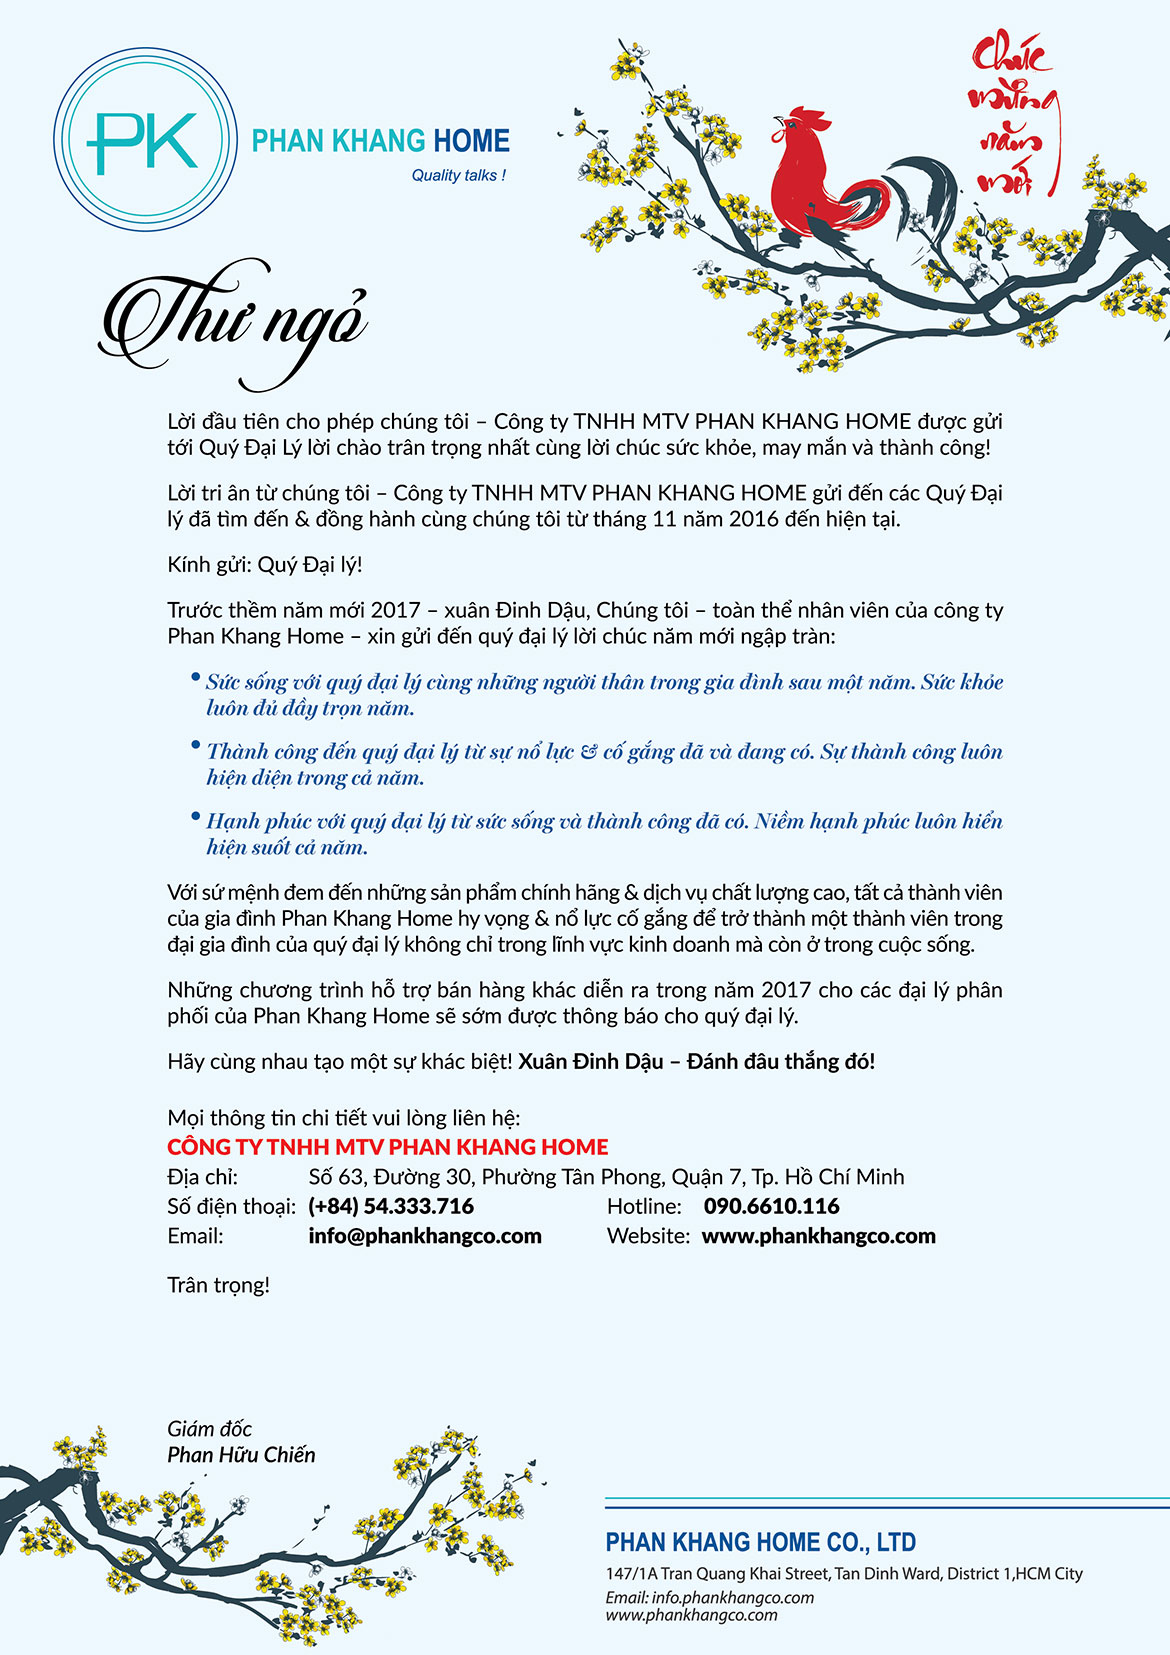 PK
PHAN KHANG HOME
Quality talks !
Chúc
mừng
năm
mới
Thư ngỏ
Lời đầu tiên cho phép chúng tôi – Công ty TNHH MTV PHAN KHANG HOME được gửi
tới Quý Đại Lý lời chào trân trọng nhất cùng lời chúc sức khỏe, may mắn và thành công!
Lời tri ân từ chúng tôi – Công ty TNHH MTV PHAN KHANG HOME gửi đến các Quý Đại
lý đã tìm đến & đồng hành cùng chúng tôi từ tháng 11 năm 2016 đến hiện tại.
Kính gửi: Quý Đại lý!
Trước thềm năm mới 2017 – xuân Đinh Dậu, Chúng tôi – toàn thể nhân viên của công ty
Phan Khang Home – xin gửi đến quý đại lý lời chúc năm mới ngập tràn:
• Sức sống với quý đại lý cùng những người thân trong gia đình sau một năm. Sức khỏe
luôn đủ đầy trọn năm.
• Thành công đến quý đại lý từ sự nổ lực & cố gắng đã và đang có. Sự thành công luôn
hiện diện trong cả năm.
• Hạnh phúc với quý đại lý từ sức sống và thành công đã có. Niềm hạnh phúc luôn hiển
hiện suốt cả năm.
Với sứ mệnh đem đến những sản phẩm chính hãng & dịch vụ chất lượng cao, tất cả thành viên
của gia đình Phan Khang Home hy vọng & nổ lực cố gắng để trở thành một thành viên trong
đại gia đình của quý đại lý không chỉ trong lĩnh vực kinh doanh mà còn ở trong cuộc sống.
Những chương trình hỗ trợ bán hàng khác diễn ra trong năm 2017 cho các đại lý phân
phối của Phan Khang Home sẽ sớm được thông báo cho quý đại lý.
Hãy cùng nhau tạo một sự khác biệt! Xuân Đinh Dậu – Đánh đâu thắng đó!
Mọi thông tin chi tiết vui lòng liên hệ:
CÔNG TY TNHH MTV PHAN KHANG HOME
Địa chỉ: Số 63, Đường 30, Phường Tân Phong, Quận 7, Tp. Hồ Chí Minh
Số điện thoại: (+84) 54.333.716 Hotline: 090.6610.116
Email: info@phankhangco.com Website: www.phankhangco.com
Trân trọng!
Giám đốc
Phan Hữu Chiến
PHAN KHANG HOME CO., LTD
147/1A Tran Quang Khai Street, Tan Dinh Ward, District 1,HCM City
Email: info.phankhangco.com
www.phankhangco.com